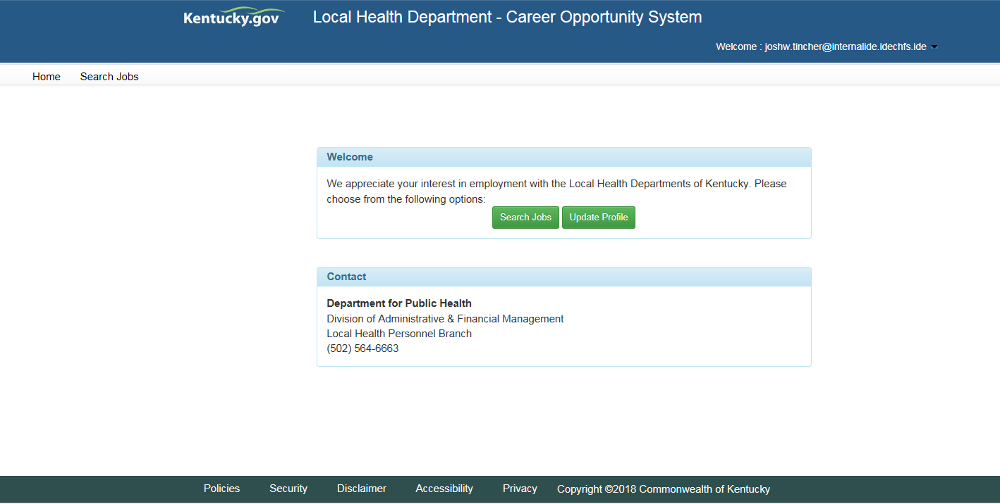 Kentucky.gov
Local Health Department - Career Opportunity System
Welcome : joshw.tincher@internalide.idechfs.ide
Home Search Jobs
Welcome
We appreciate your interest in employment with the Local Health Departments of Kentucky. Please
choose from the following options:
Search Jobs Update Profile
Contact
Department for Public Health
Division of Administrative & Financial Management
Local Health Personnel Branch
(502) 564-6663
Policies Security Disclaimer Accessibility Privacy Copyright ©2018 Commonwealth of Kentucky